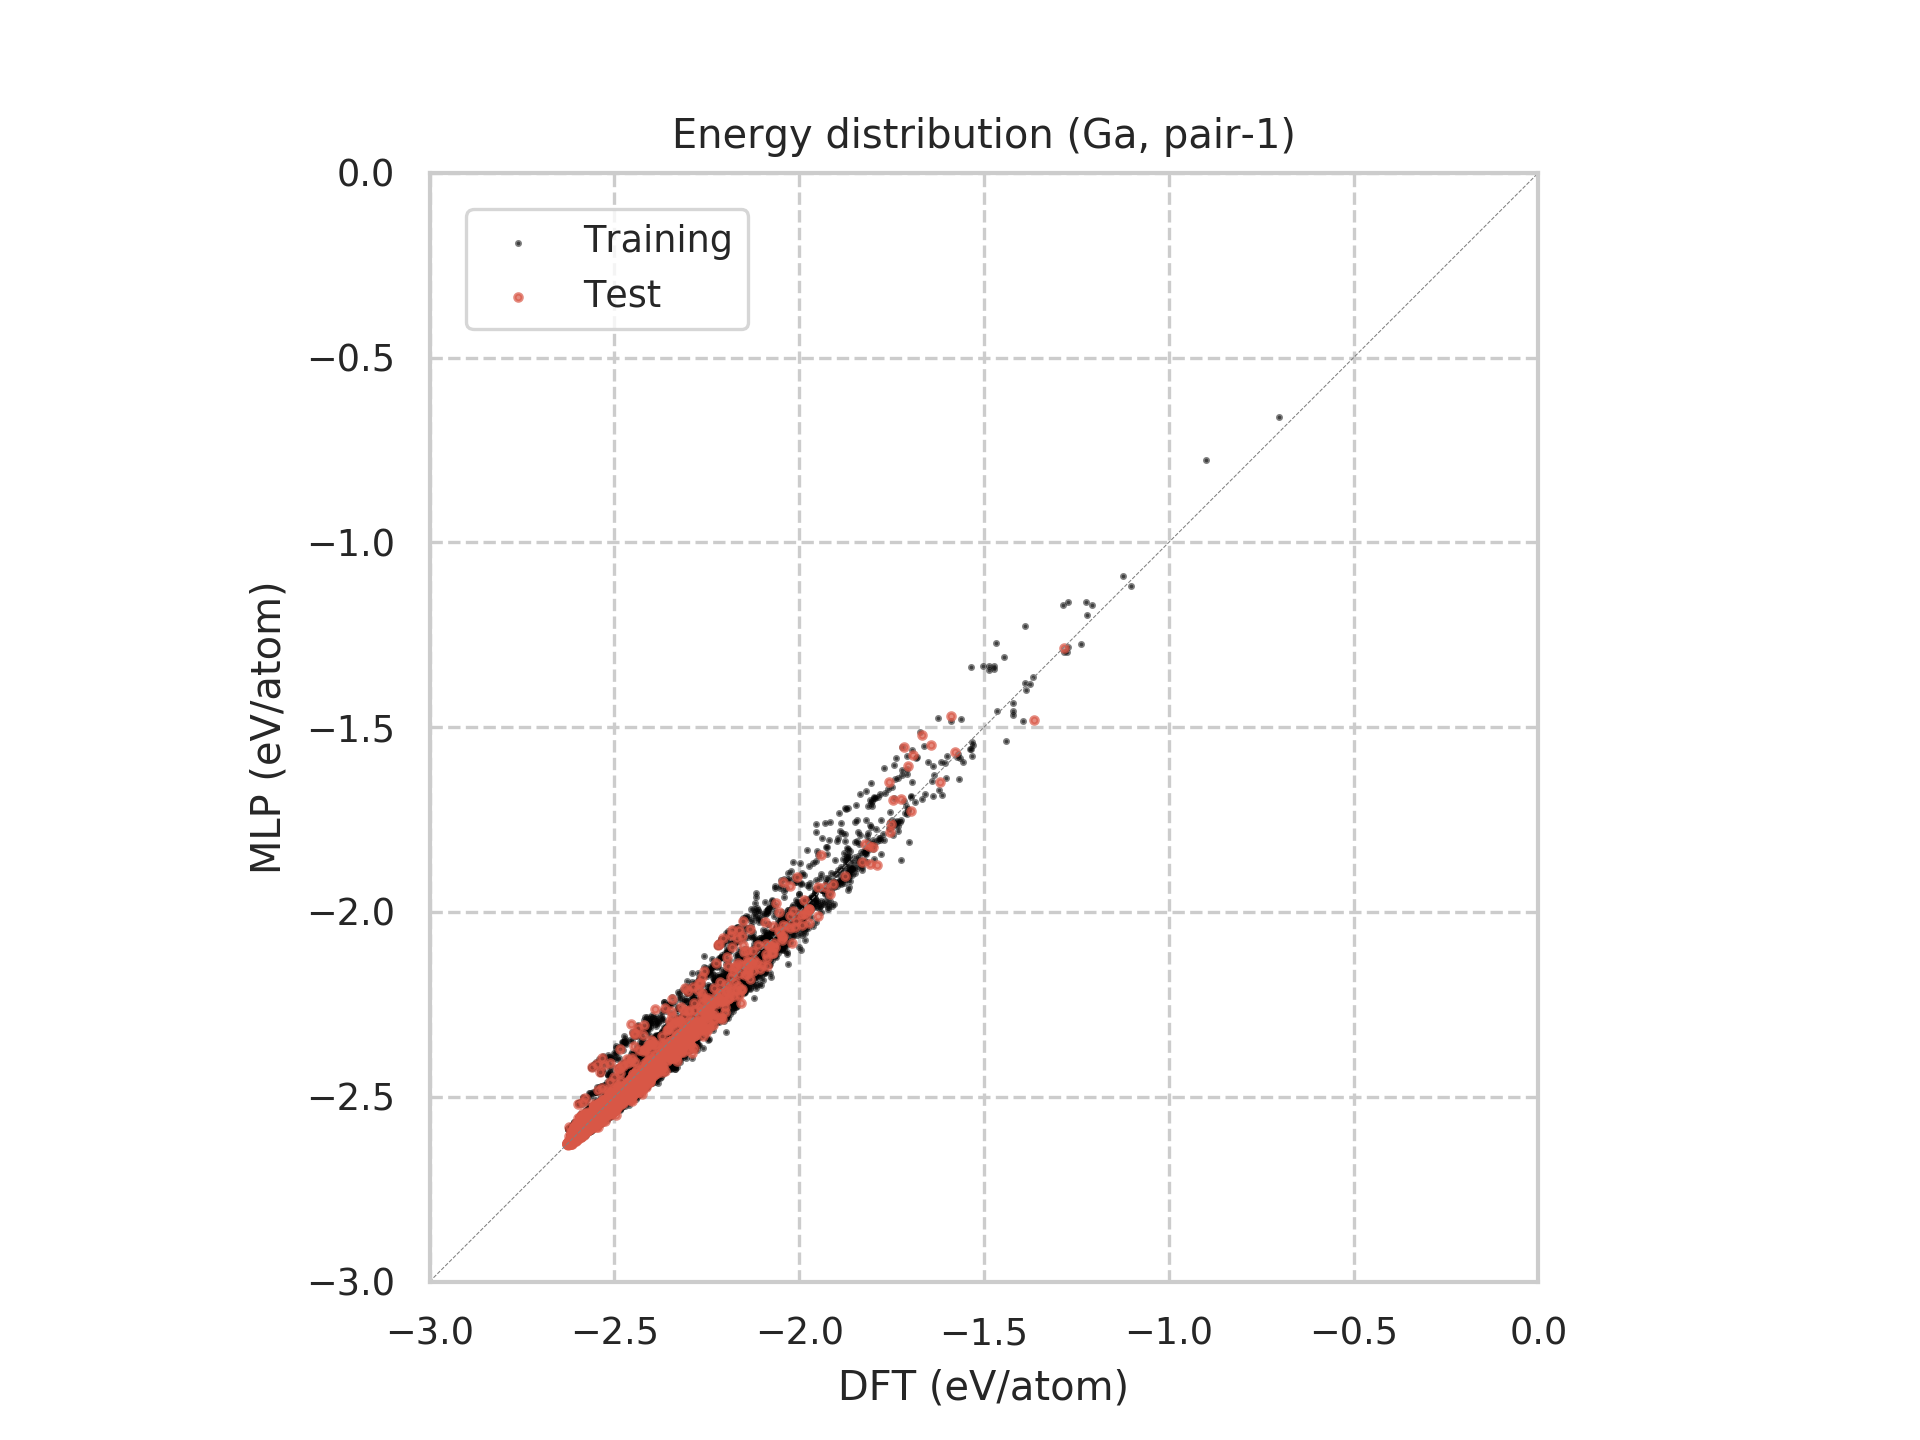 Energy distribution (Ga, pair-1)
0.0
−0.5
−1.0
−1.5
−2.0
−2.5
−3.0
MLP (eV/atom)
Training
Test
−3.0 −2.5 −2.0 −1.5 −1.0 −0.5 0.0
DFT (eV/atom)